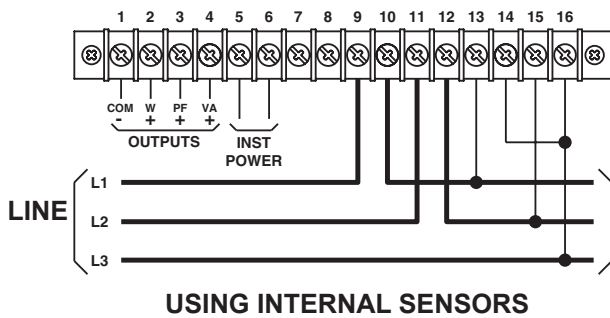 1 2 3 4 5 6 7 8 9 10 11 12 13 14 15 16
COM W PF VA
- + + +
OUTPUTS
INST
POWER
LINE
L1
L2
L3
USING INTERNAL SENSORS